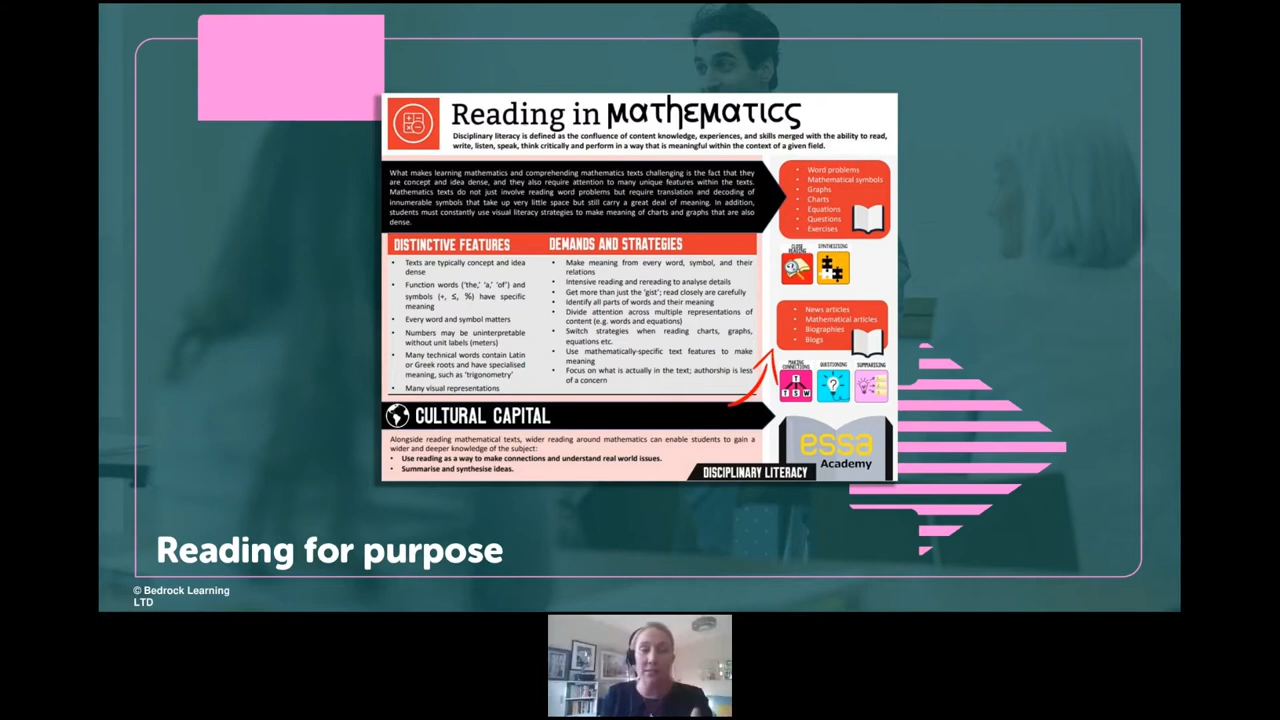 Reading in MATHEMATICS
Disciplinary literacy is defined as the confluence of content knowledge, experiences, and skills merged with the ability to read,
write, listen, speak, think critically and perform in a way that is meaningful within the context of a given field.
What makes learning mathematics and comprehending mathematics texts challenging is the fact that they
are concept and idea dense, and they also require attention to many unique features within the texts.
Mathematics texts do not just involve reading word problems but require translation and decoding of
innumerable symbols that take up very little space but still carry a great deal of meaning. In addition,
students must constantly use visual literacy strategies to make meaning of charts and graphs that are also
dense.
• Word problems
• Mathematical symbols
• Graphs
• Charts
• Equations
• Questions
• Exercises
CLOSE
READING
SYNTHESIZING
DISTINCTIVE FEATURES
• Texts are typically concept and idea
dense
• Function words ('the,' 'a,' 'of') and
symbols (+, ≤, %) have specific
meaning
• Every word and symbol matters
• Numbers may be uninterpretable
without unit labels (meters)
• Many technical words contain Latin
or Greek roots and have specialised
meaning, such as 'trigonometry'
• Many visual representations
DEMANDS AND STRATEGIES
• Make meaning from every word, symbol, and their
relations
• Intensive reading and rereading to analyse details
• Get more than just the 'gist'; read closely are carefully
• Identify all parts of words and their meaning
• Divide attention across multiple representations of
content (e.g. words and equations)
• Switch strategies when reading charts, graphs,
equations etc.
• Use mathematically-specific text features to make
meaning
• Focus on what is actually in the text; authorship is less
of a concern
• News articles
• Mathematical articles
• Biographies
• Blogs
MAKING
CONNECTIONS
T
T S W
QUESTIONING
?
SUMMARISING
CULTURAL CAPITAL
Alongside reading mathematical texts, wider reading around mathematics can enable students to gain a
wider and deeper knowledge of the subject:
• Use reading as a way to make connections and understand real world issues.
• Summarise and synthesise ideas.
essa
Academy
DISCIPLINARY LITERACY
Reading for purpose
© Bedrock Learning
LTD